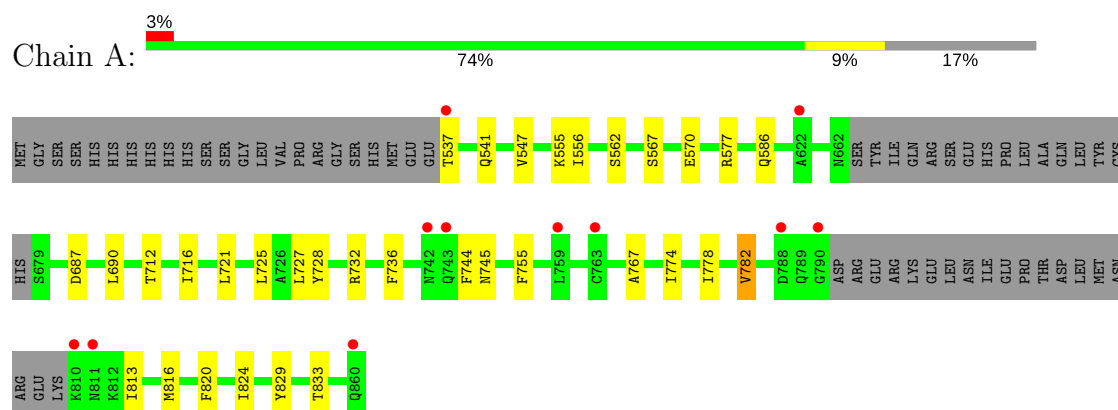 3%
Chain A:
74% 9% 17%
MET GLY SER SER HIS HIS HIS HIS HIS HIS SER SER GLY LEU VAL PRO ARG GLY SER HIS MET GLU GLU T537 Q541 V547 K555 I556 S562 S567 E570 R577 Q586 A622 N662 SER TYR ILE GLN ARG SER GLU HIS PRO LEU ALA GLN LEU TYR CYS
HIS S679 D687 L690 T712 I716 L721 L725 A726 L727 Y728 R732 F736 N742 Q743 F744 N745 F755 L759 C763 A767 I774 I778 V782 D788 Q789 G790 ASP ARG GLU ARG LYS GLU LEU ASN ILE GLU PRO THR ASP LEU MET ASN
ARG GLU LYS K810 N811 K812 I813 M816 F820 I824 Y829 T833 Q860